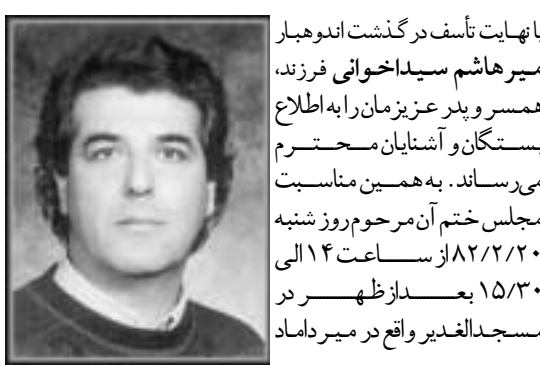 با نهایت تأسف درگذشت اندوهبار
میرهاشم سیداخوانی فرزند،
همسر و پدر عزیزمان را به اطلاع
بستگان و آشنایان محترم
می‌رساند. به همین مناسبت
مجلس ختم آن مرحوم روز شنبه
۸۲/۲/۲۰ از ساعت ۱۴ الی
۱۵/۳۰ بعدازظهر در
مسجدالغدیر واقع در میرداماد